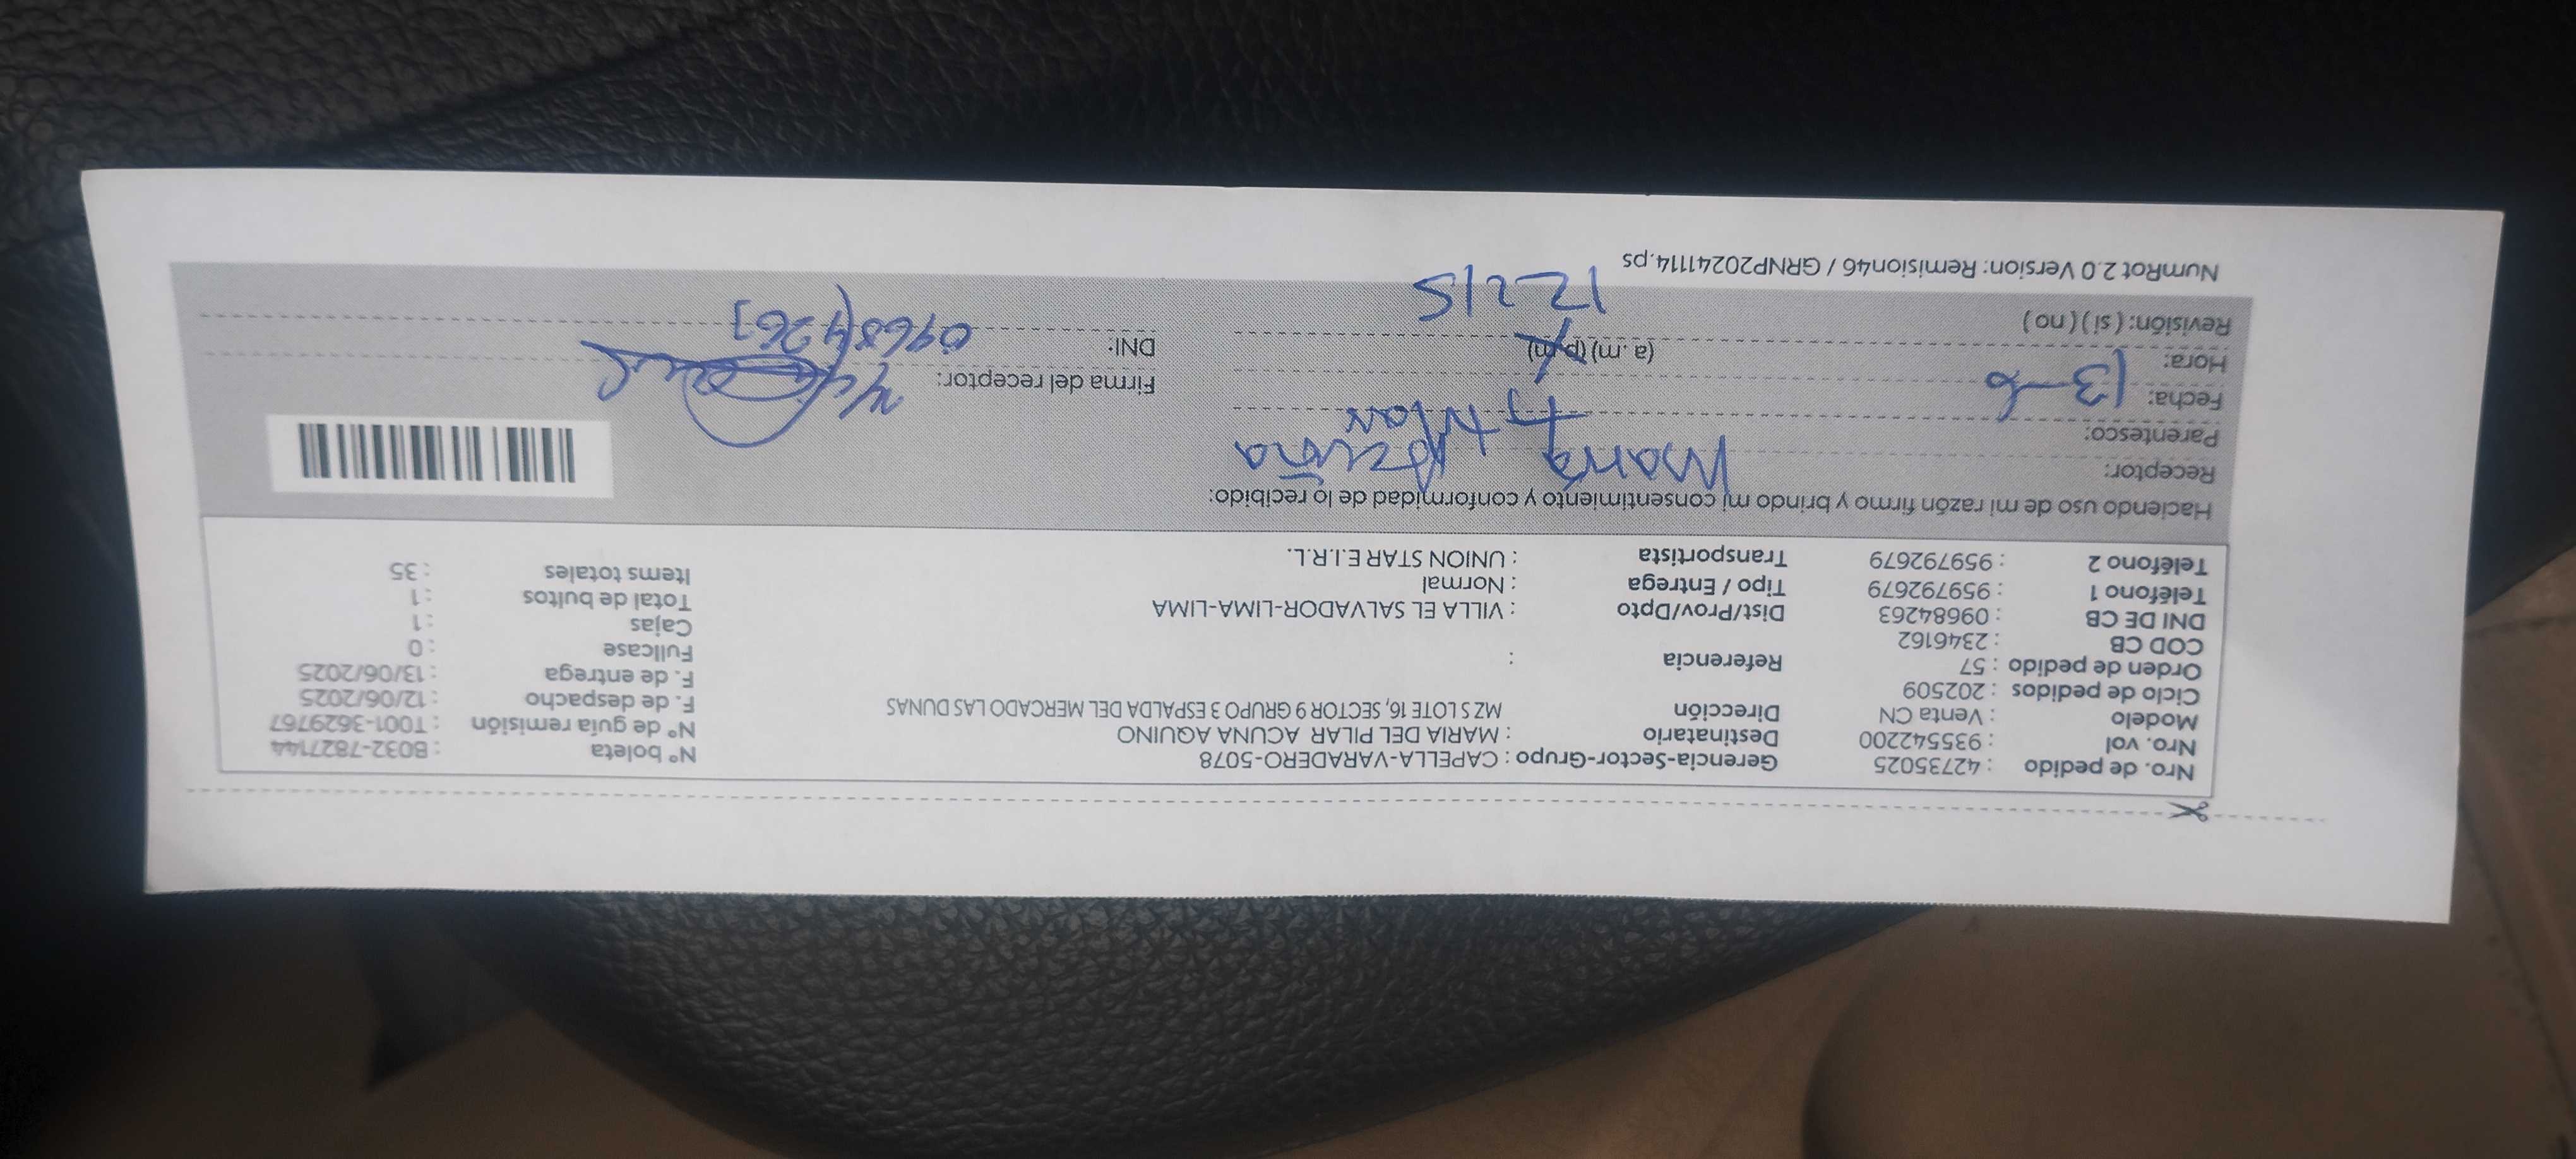 Nro. de pedido : 42735025 Gerencia-Sector-Grupo : CAPELLA-VARADERO-5078 N° boleta : B032-7827144
Nro. vol : 935542200 Destinatario : MARIA DEL PILAR ACUNA AQUINO N° de guía remisión : T001-3629767
Modelo : Venta CN Dirección MZ S LOTE 16, SECTOR 9 GRUPO 3 ESPALDA DEL MERCADO LAS DUNAS F. de despacho : 12/06/2025
Ciclo de pedidos : 202509 F. de entrega : 13/06/2025
Orden de pedido : 57 Referencia : Fullcase : 0
COD CB : 2346162 Cajas : 1
DNI DE CB : 09684263 Dist/Prov/Dpto : VILLA EL SALVADOR-LIMA-LIMA Total de bultos : 1
Teléfono 1 : 959792679 Tipo / Entrega : Normal Items totales : 35
Teléfono 2 : 959792679 Transportista : UNION STAR E.I.R.L.
Haciendo uso de mi razón firmo y brindo mi consentimiento y conformidad de lo recibido:
Receptor: María Acuña
Parentesco: Titular
Fecha: 13-6 Firma del receptor:
Hora: (a .m) (p.m) DNI: 09684263
Revisión: ( si ) ( no ) 1221S
NumRot 2.0 Version: Remision46 / GRNP20241114.ps